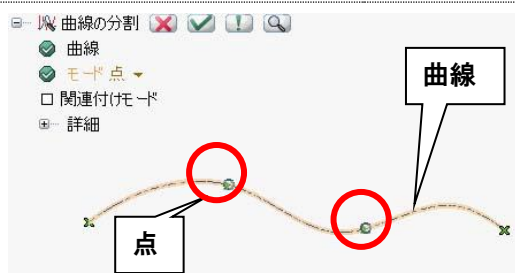 曲線の分割
曲線
モード 点
関連付けモード
詳細
曲線
点